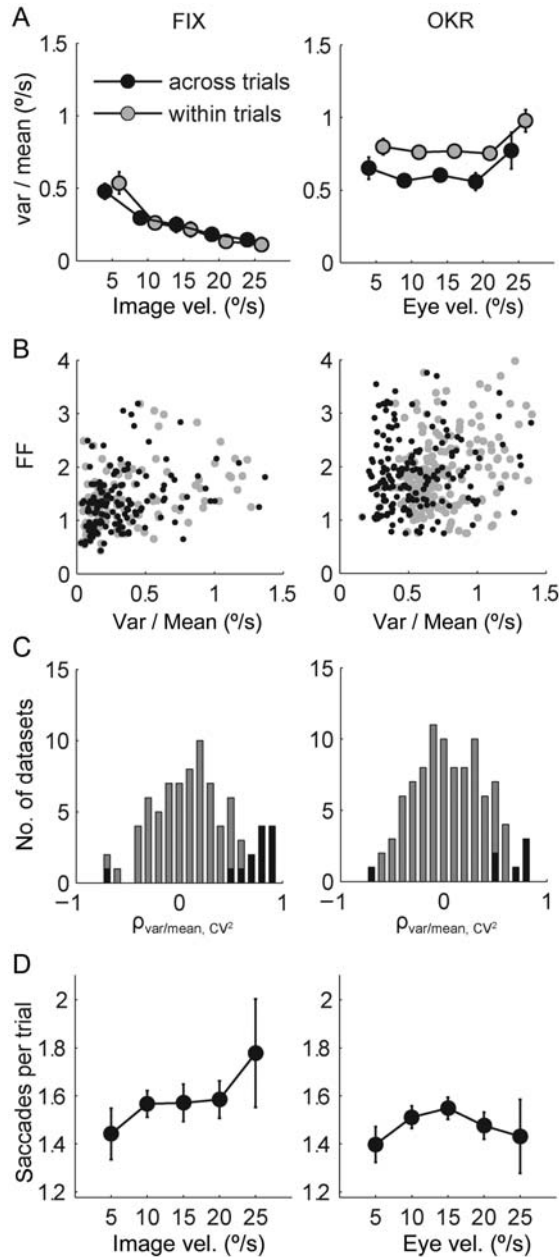 A
FIX
OKR
across trials
within trials
var / mean (º/s)
1
0.5
0
5 10 15 20 25
Image vel. (º/s)
1
0.5
0
5 10 15 20 25
Eye vel. (º/s)
B
FF
4
3
2
1
0
0 0.5 1 1.5
Var / Mean (º/s)
4
3
2
1
0
0 0.5 1 1.5
Var / Mean (º/s)
C
No. of datasets
15
10
5
0
−1 0 1
ρvar/mean, CV²
15
10
5
0
−1 0 1
ρvar/mean, CV²
D
Saccades per trial
2
1.8
1.6
1.4
1.2
5 10 15 20 25
Image vel. (º/s)
2
1.8
1.6
1.4
1.2
5 10 15 20 25
Eye vel. (º/s)